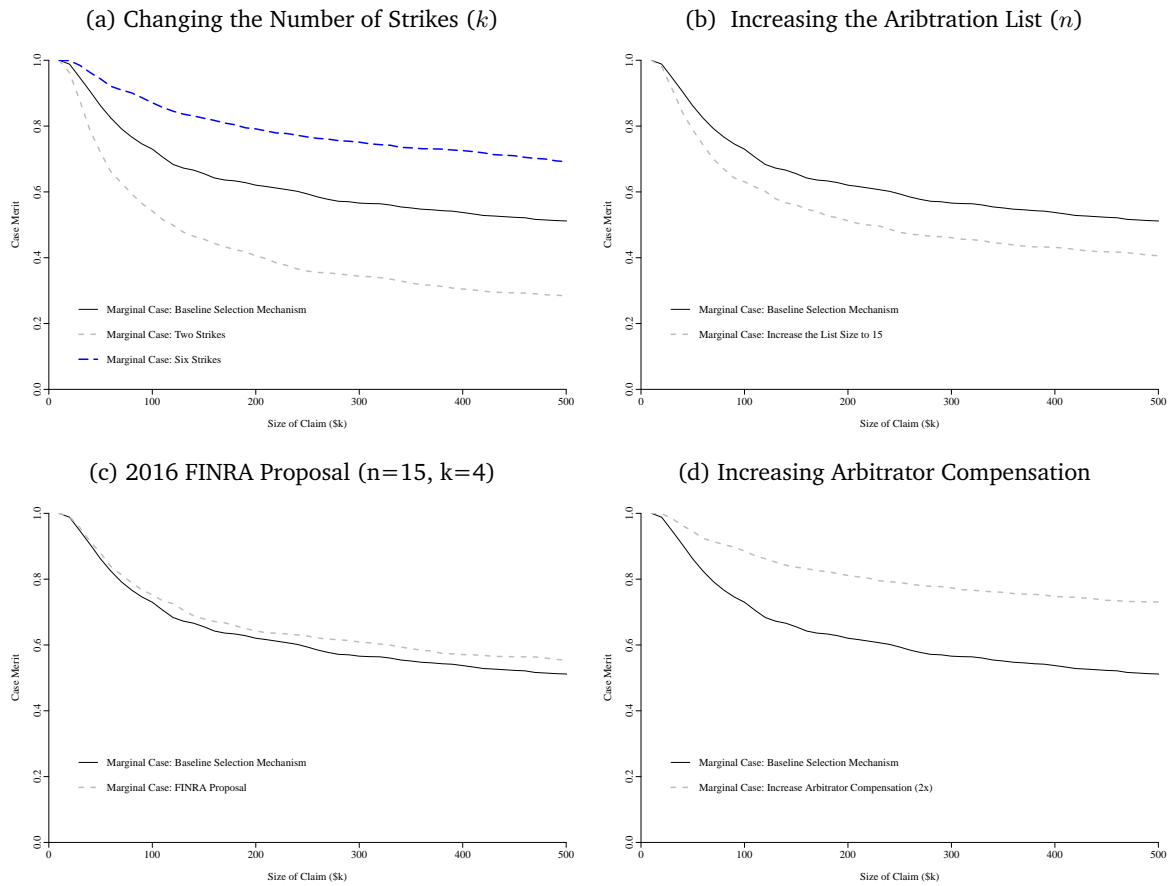 (a) Changing the Number of Strikes (k)
1.0
0.8
0.6
0.4
0.2
0.0
Case Merit
Marginal Case: Baseline Selection Mechanism
Marginal Case: Two Strikes
Marginal Case: Six Strikes
0 100 200 300 400 500
Size of Claim ($k)
(b) Increasing the Aribtration List (n)
1.0
0.8
0.6
0.4
0.2
0.0
Case Merit
Marginal Case: Baseline Selection Mechanism
Marginal Case: Increase the List Size to 15
0 100 200 300 400 500
Size of Claim ($k)
(c) 2016 FINRA Proposal (n=15, k=4)
1.0
0.8
0.6
0.4
0.2
0.0
Case Merit
Marginal Case: Baseline Selection Mechanism
Marginal Case: FINRA Proposal
0 100 200 300 400 500
Size of Claim ($k)
(d) Increasing Arbitrator Compensation
1.0
0.8
0.6
0.4
0.2
0.0
Case Merit
Marginal Case: Baseline Selection Mechanism
Marginal Case: Increase Arbitrator Compensation (2x)
0 100 200 300 400 500
Size of Claim ($k)